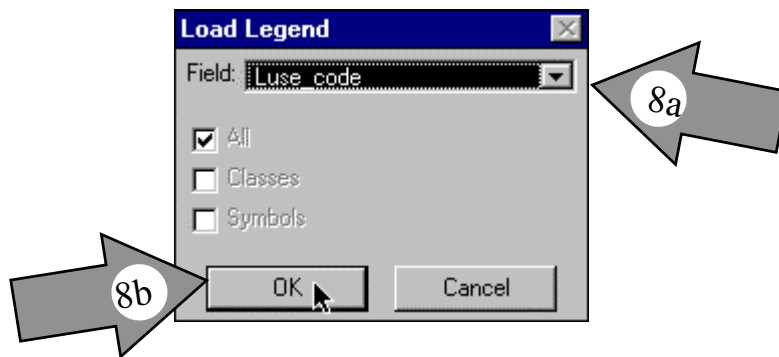 Load Legend
Field: Luse_code
8a
All
Classes
Symbols
8b
OK
Cancel